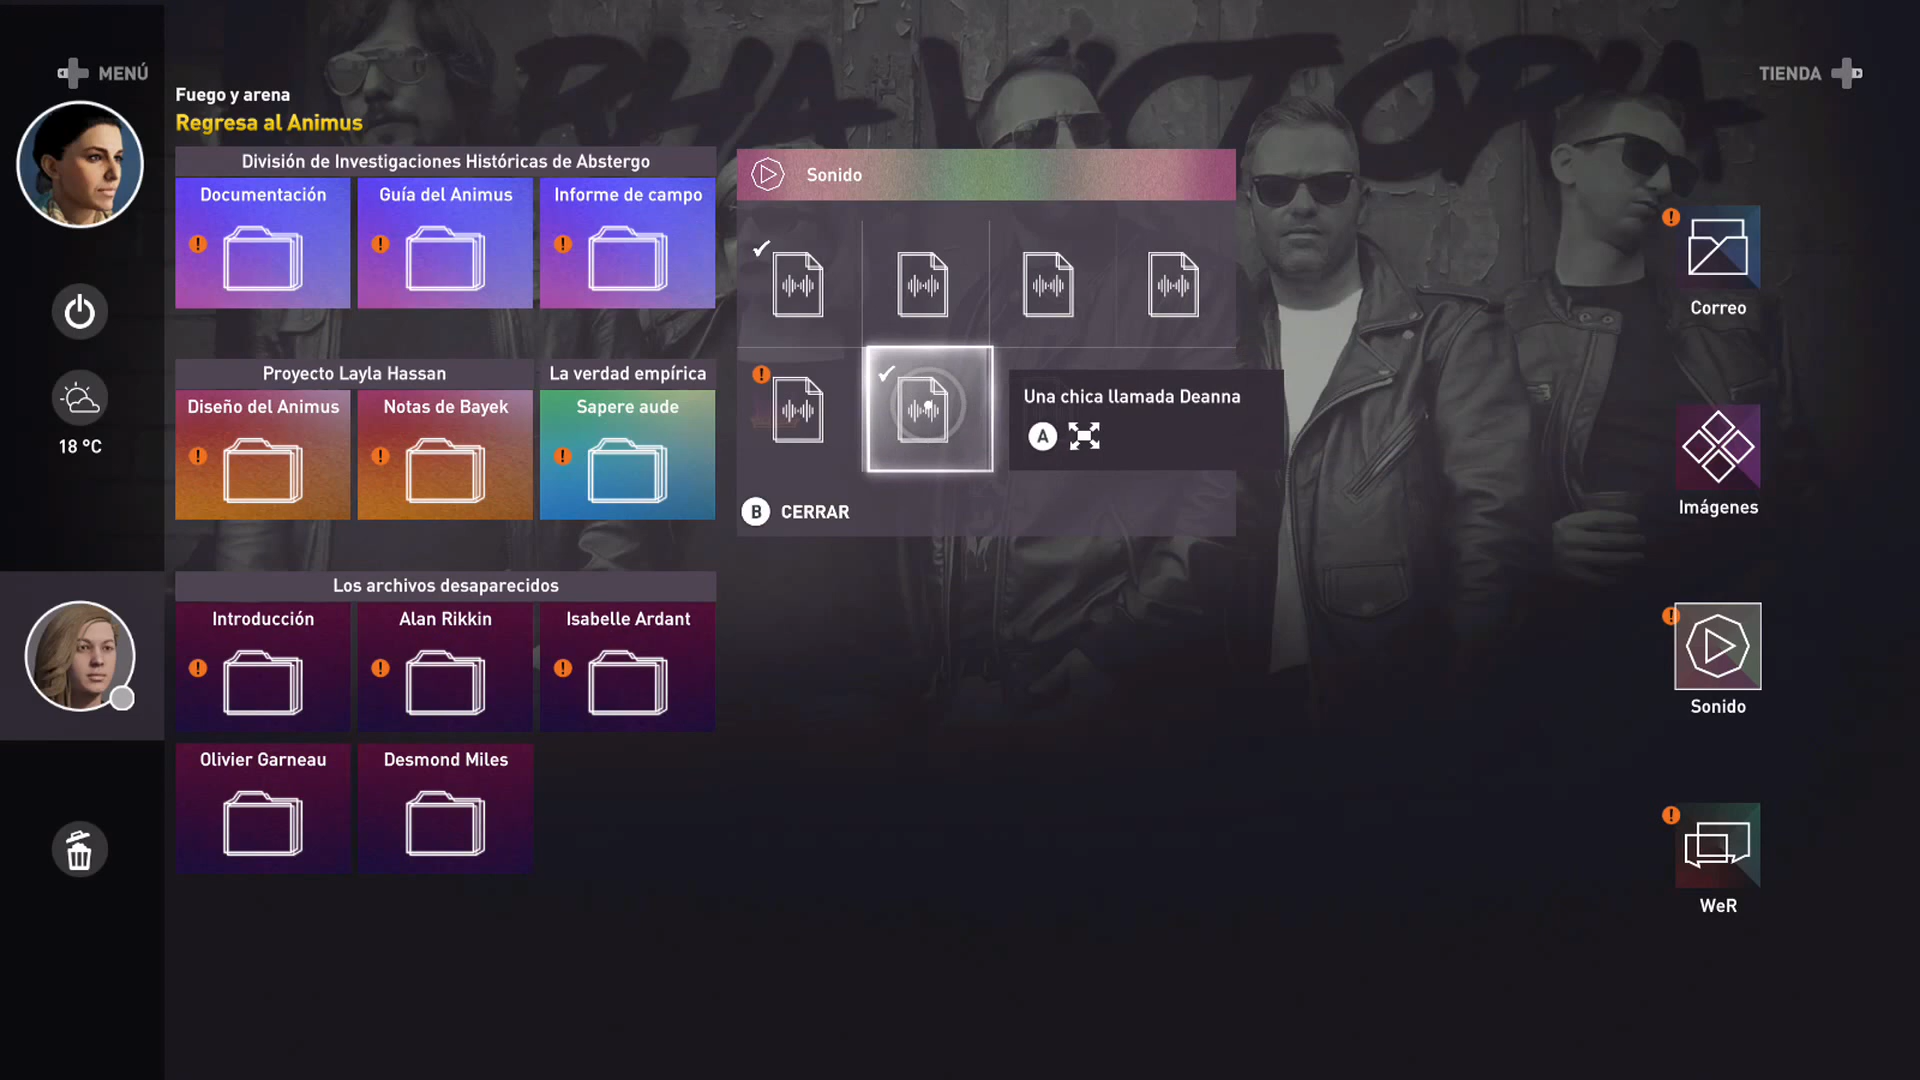 MENÚ
TIENDA
Fuego y arena
Regresa al Animus
División de Investigaciones Históricas de Abstergo
Documentación
Guía del Animus
Informe de campo
Sonido
Proyecto Layla Hassan
La verdad empírica
Diseño del Animus
Notas de Bayek
Sapere aude
Una chica llamada Deanna
A
18 °C
B CERRAR
Los archivos desaparecidos
Introducción
Alan Rikkin
Isabelle Ardant
Olivier Garneau
Desmond Miles
Correo
Imágenes
Sonido
WeR